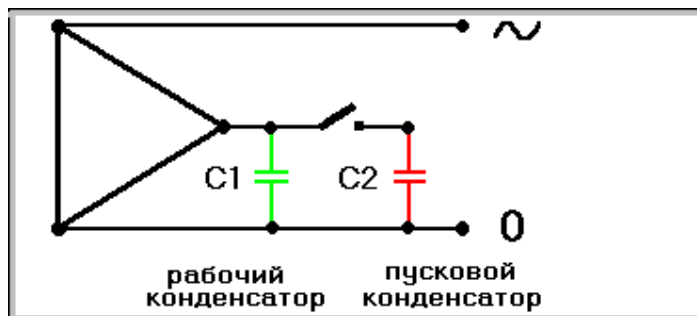 ~
C1
C2
0
рабочий
конденсатор
пусковой
конденсатор